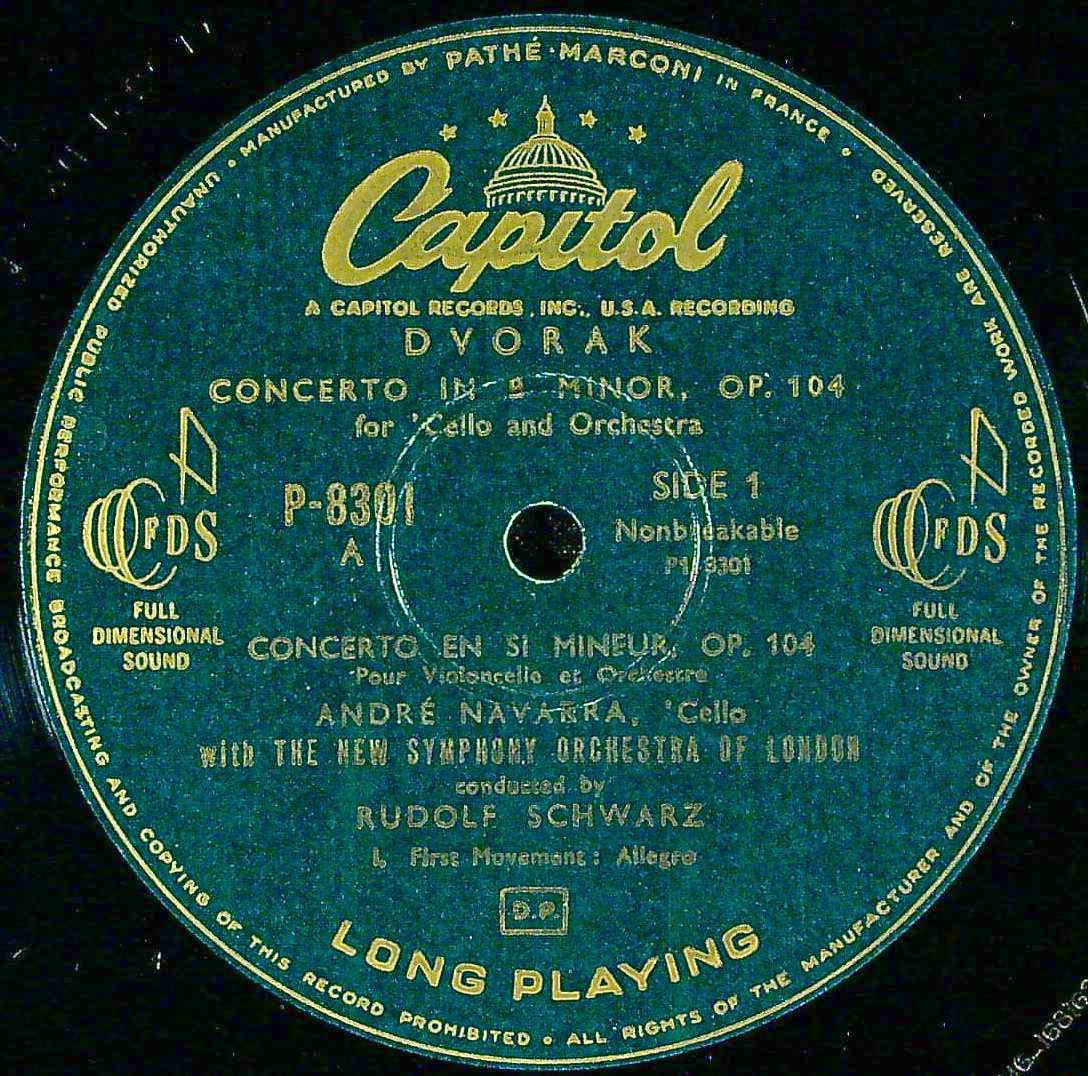 UNAUTHORIZED PUBLIC PERFORMANCE BROADCASTING AND COPYING OF THIS RECORD PROHIBITED • ALL RIGHTS OF THE MANUFACTURER AND OF THE OWNER OF THE RECORDED WORK ARE RESERVED
• MANUFACTURED BY PATHÉ·MARCONI IN FRANCE •
Capitol
A CAPITOL RECORDS, INC., U.S.A. RECORDING
DVORAK
CONCERTO IN B MINOR, OP. 104
for 'Cello and Orchestra
P-8301
A
SIDE 1
Nonbreakable
P1 8301
FDS
FULL
DIMENSIONAL
SOUND
FDS
FULL
DIMENSIONAL
SOUND
CONCERTO EN SI MINEUR, OP. 104
Pour Violoncelle et Orchestre
ANDRÉ NAVARRA, 'Cello
with THE NEW SYMPHONY ORCHESTRA OF LONDON
conducted by
RUDOLF SCHWARZ
I. First Movement : Allegro
D.P.
LONG PLAYING